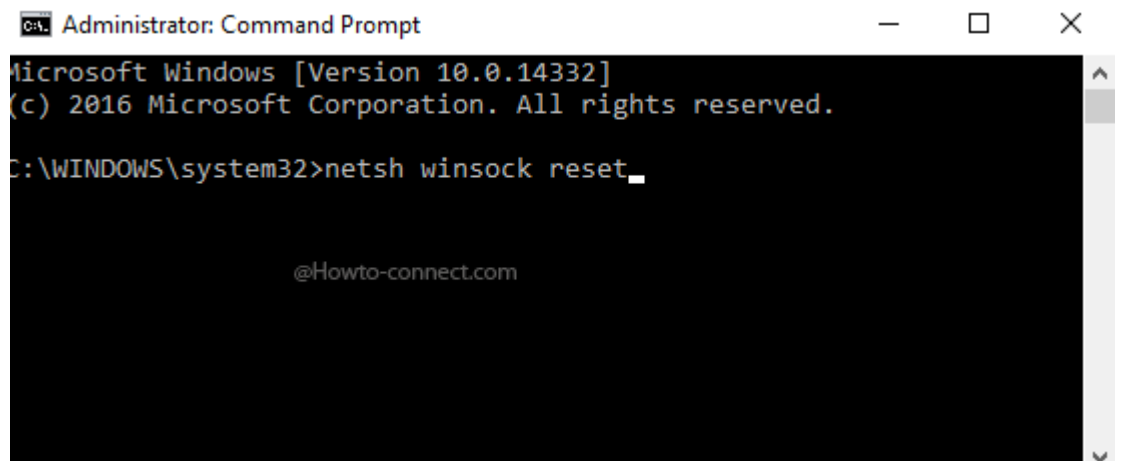 Administrator: Command Prompt
Microsoft Windows [Version 10.0.14332]
(c) 2016 Microsoft Corporation. All rights reserved.
C:\WINDOWS\system32>netsh winsock reset
@Howto-connect.com